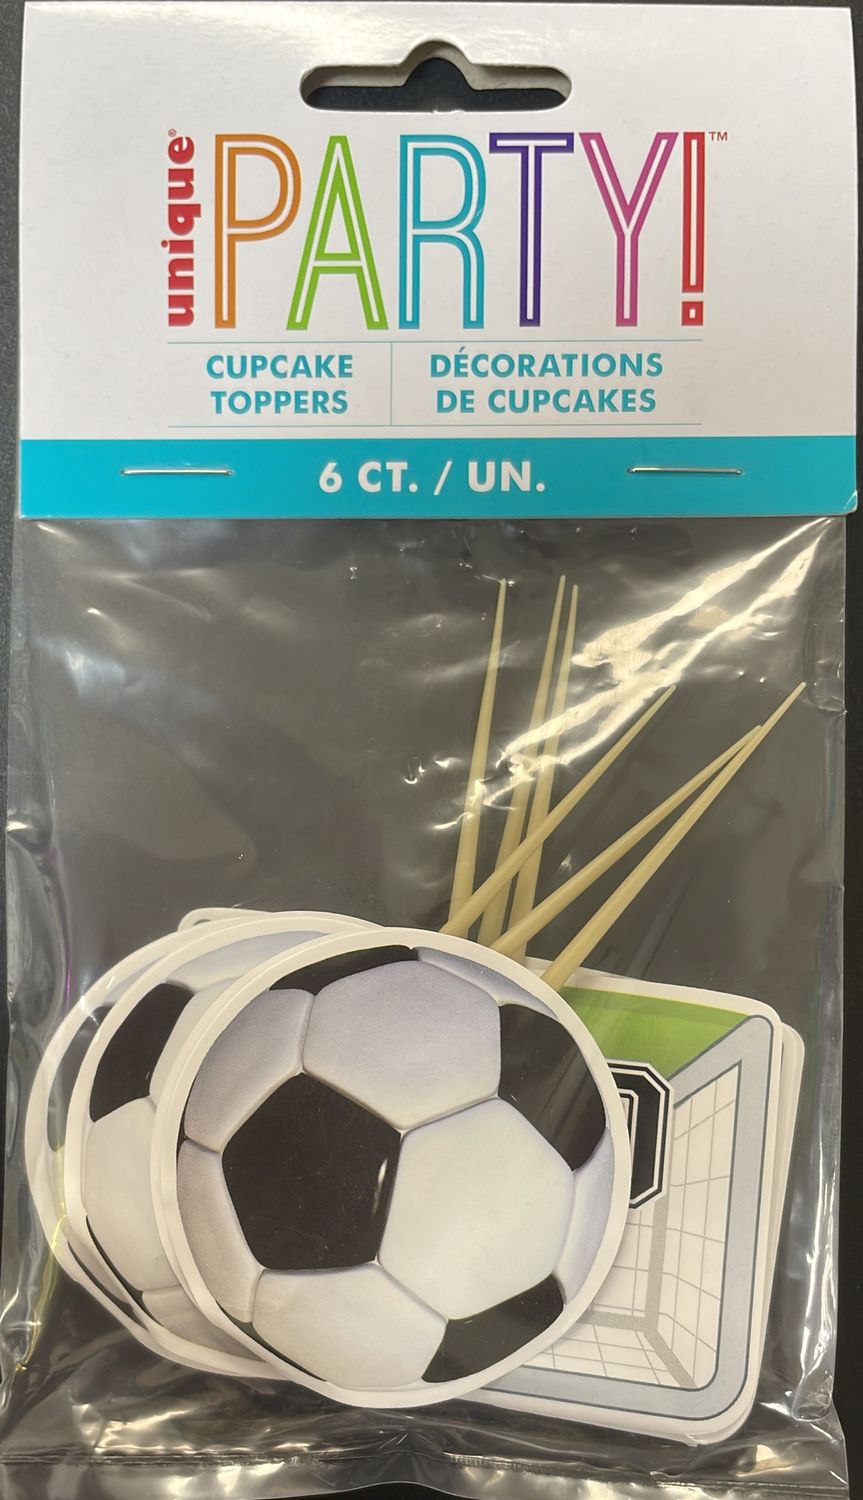 unique®
PARTY!™
CUPCAKE
TOPPERS
DÉCORATIONS
DE CUPCAKES
6 CT. / UN.